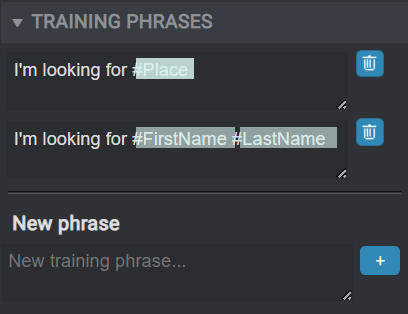 TRAINING PHRASES
I'm looking for #Place
I'm looking for #FirstName #LastName
New phrase
New training phrase...
+